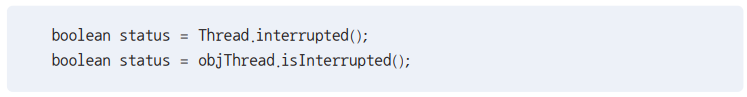 boolean status = Thread.interrupted();
boolean status = objThread.isInterrupted();